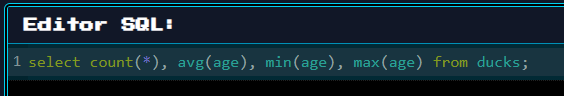 Editor SQL:
1 select count(*), avg(age), min(age), max(age) from ducks;